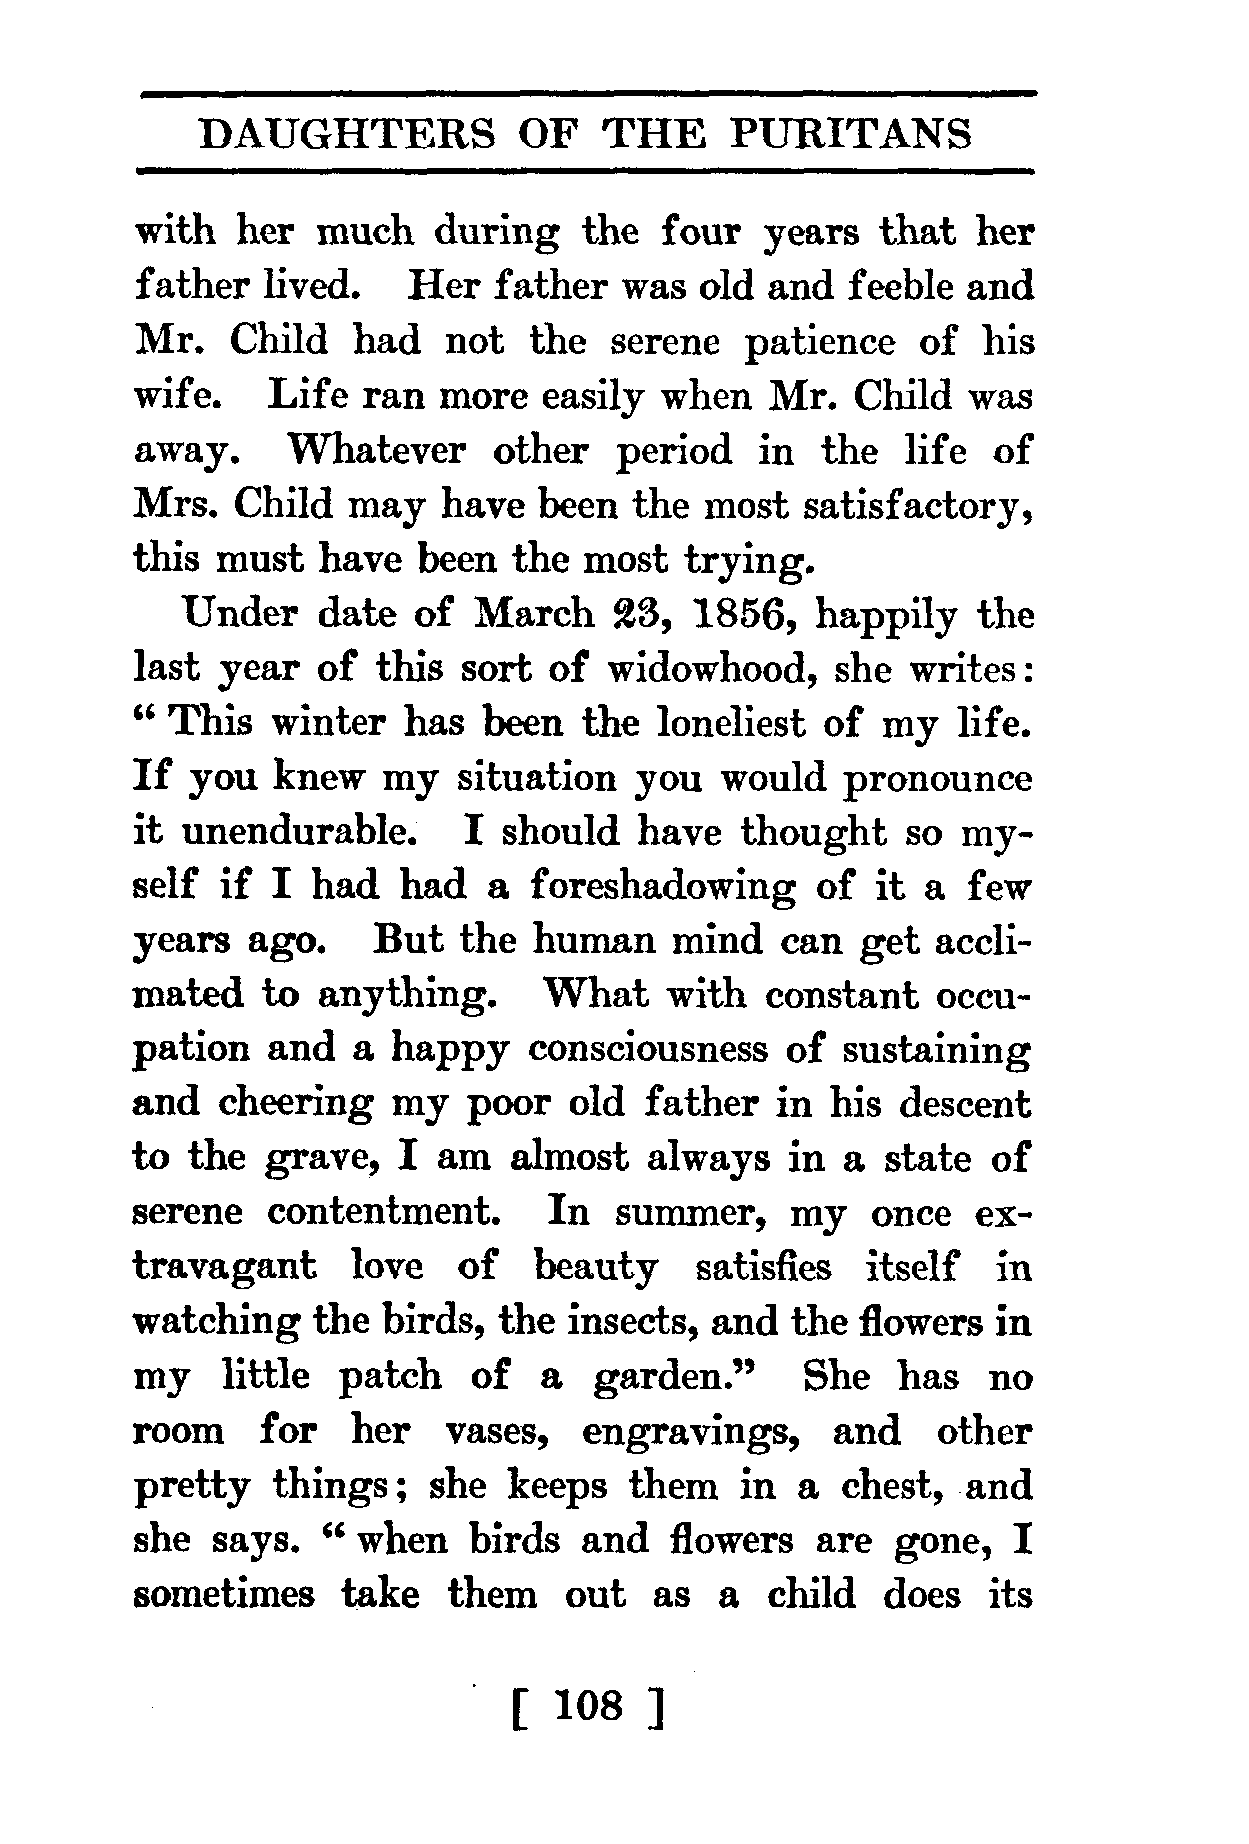 DAUGHTERS OF THE PURITANS
with her much during the four years that her
father lived. Her father was old and feeble and
Mr. Child had not the serene patience of his
wife. Life ran more easily when Mr. Child was
away. Whatever other period in the life of
Mrs. Child may have been the most satisfactory,
this must have been the most trying.
Under date of March 23, 1856, happily the
last year of this sort of widowhood, she writes:
“ This winter has been the loneliest of my life.
If you knew my situation you would pronounce
it unendurable. I should have thought so my-
self if I had had a foreshadowing of it a few
years ago. But the human mind can get accli-
mated to anything. What with constant occu-
pation and a happy consciousness of sustaining
and cheering my poor old father in his descent
to the grave, I am almost always in a state of
serene contentment. In summer, my once ex-
travagant love of beauty satisfies itself in
watching the birds, the insects, and the flowers in
my little patch of a garden.” She has no
room for her vases, engravings, and other
pretty things; she keeps them in a chest, and
she says. “ when birds and flowers are gone, I
sometimes take them out as a child does its
[ 108 ]